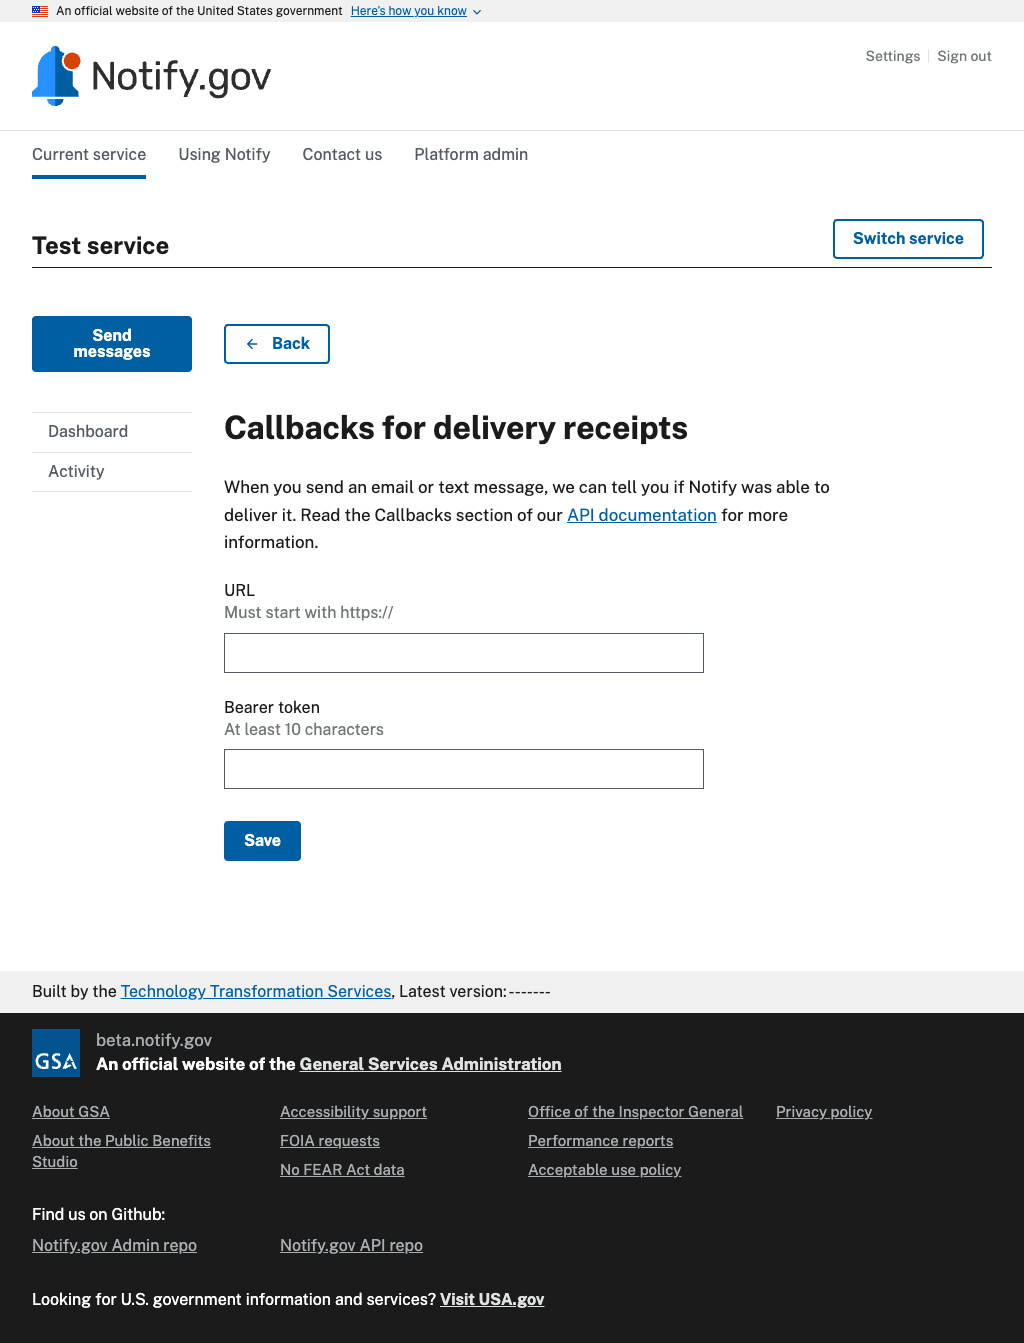 An official website of the United States government Here's how you know
Notify.gov
Settings Sign out
Current service Using Notify Contact us Platform admin
Test service
Switch service
Send
messages
Back
Dashboard
Activity
Callbacks for delivery receipts
When you send an email or text message, we can tell you if Notify was able to
deliver it. Read the Callbacks section of our API documentation for more
information.
URL
Must start with https://
Bearer token
At least 10 characters
Save
Built by the Technology Transformation Services, Latest version: -------
GSA
beta.notify.gov
An official website of the General Services Administration
About GSA
About the Public Benefits
Studio
Accessibility support
FOIA requests
No FEAR Act data
Office of the Inspector General
Performance reports
Acceptable use policy
Privacy policy
Find us on Github:
Notify.gov Admin repo Notify.gov API repo
Looking for U.S. government information and services? Visit USA.gov